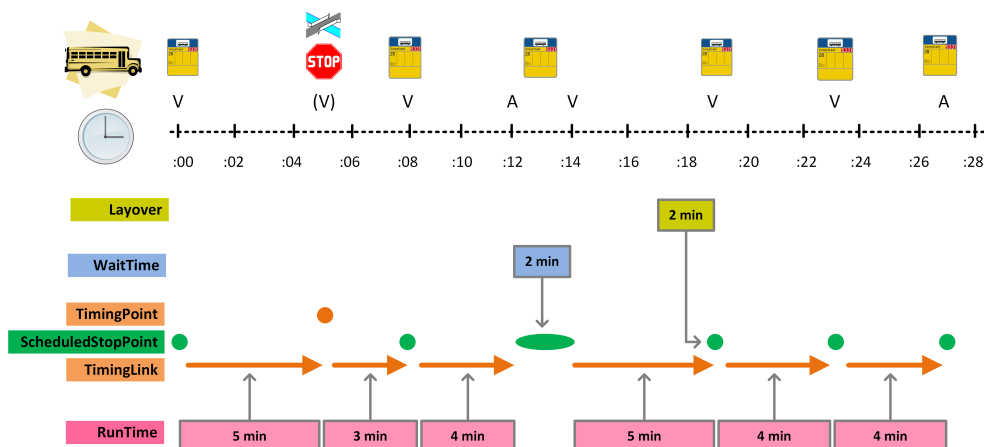 STOP
V (V) V A V V V A
:00 :02 :04 :06 :08 :10 :12 :14 :16 :18 :20 :22 :24 :26 :28
Layover
2 min
WaitTime
2 min
TimingPoint
ScheduledStopPoint
TimingLink
RunTime
5 min 3 min 4 min 5 min 4 min 4 min